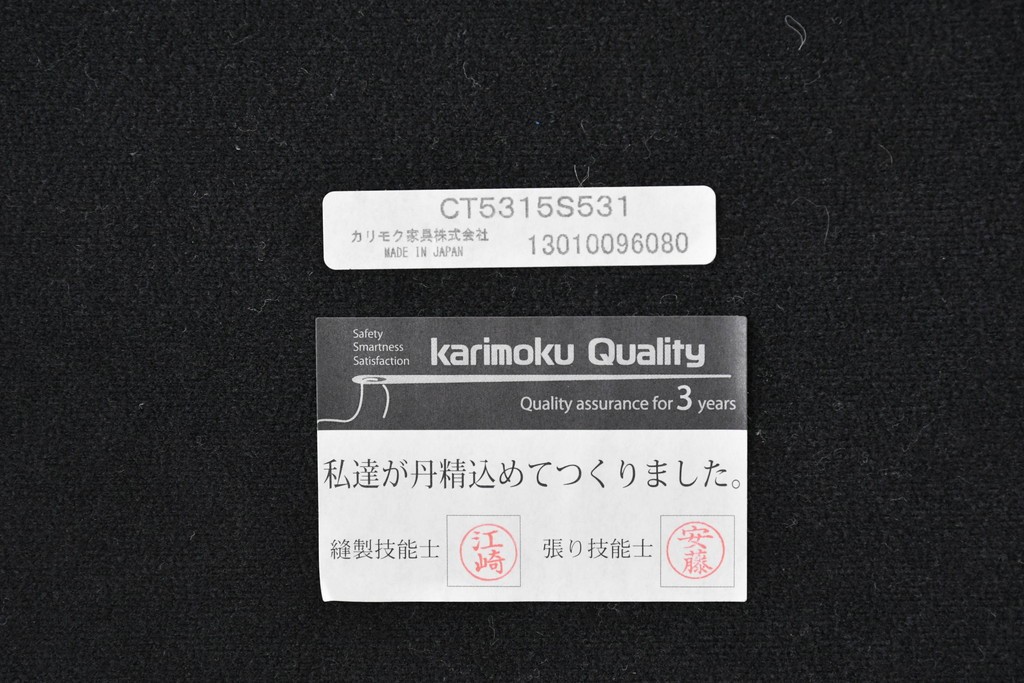 CT5315S531
カリモク家具株式会社
MADE IN JAPAN
13010096080
Safety
Smartness
Satisfaction
karimoku Quality
Quality assurance for 3 years
私達が丹精込めてつくりました。
縫製技能士 江崎 張り技能士 安藤